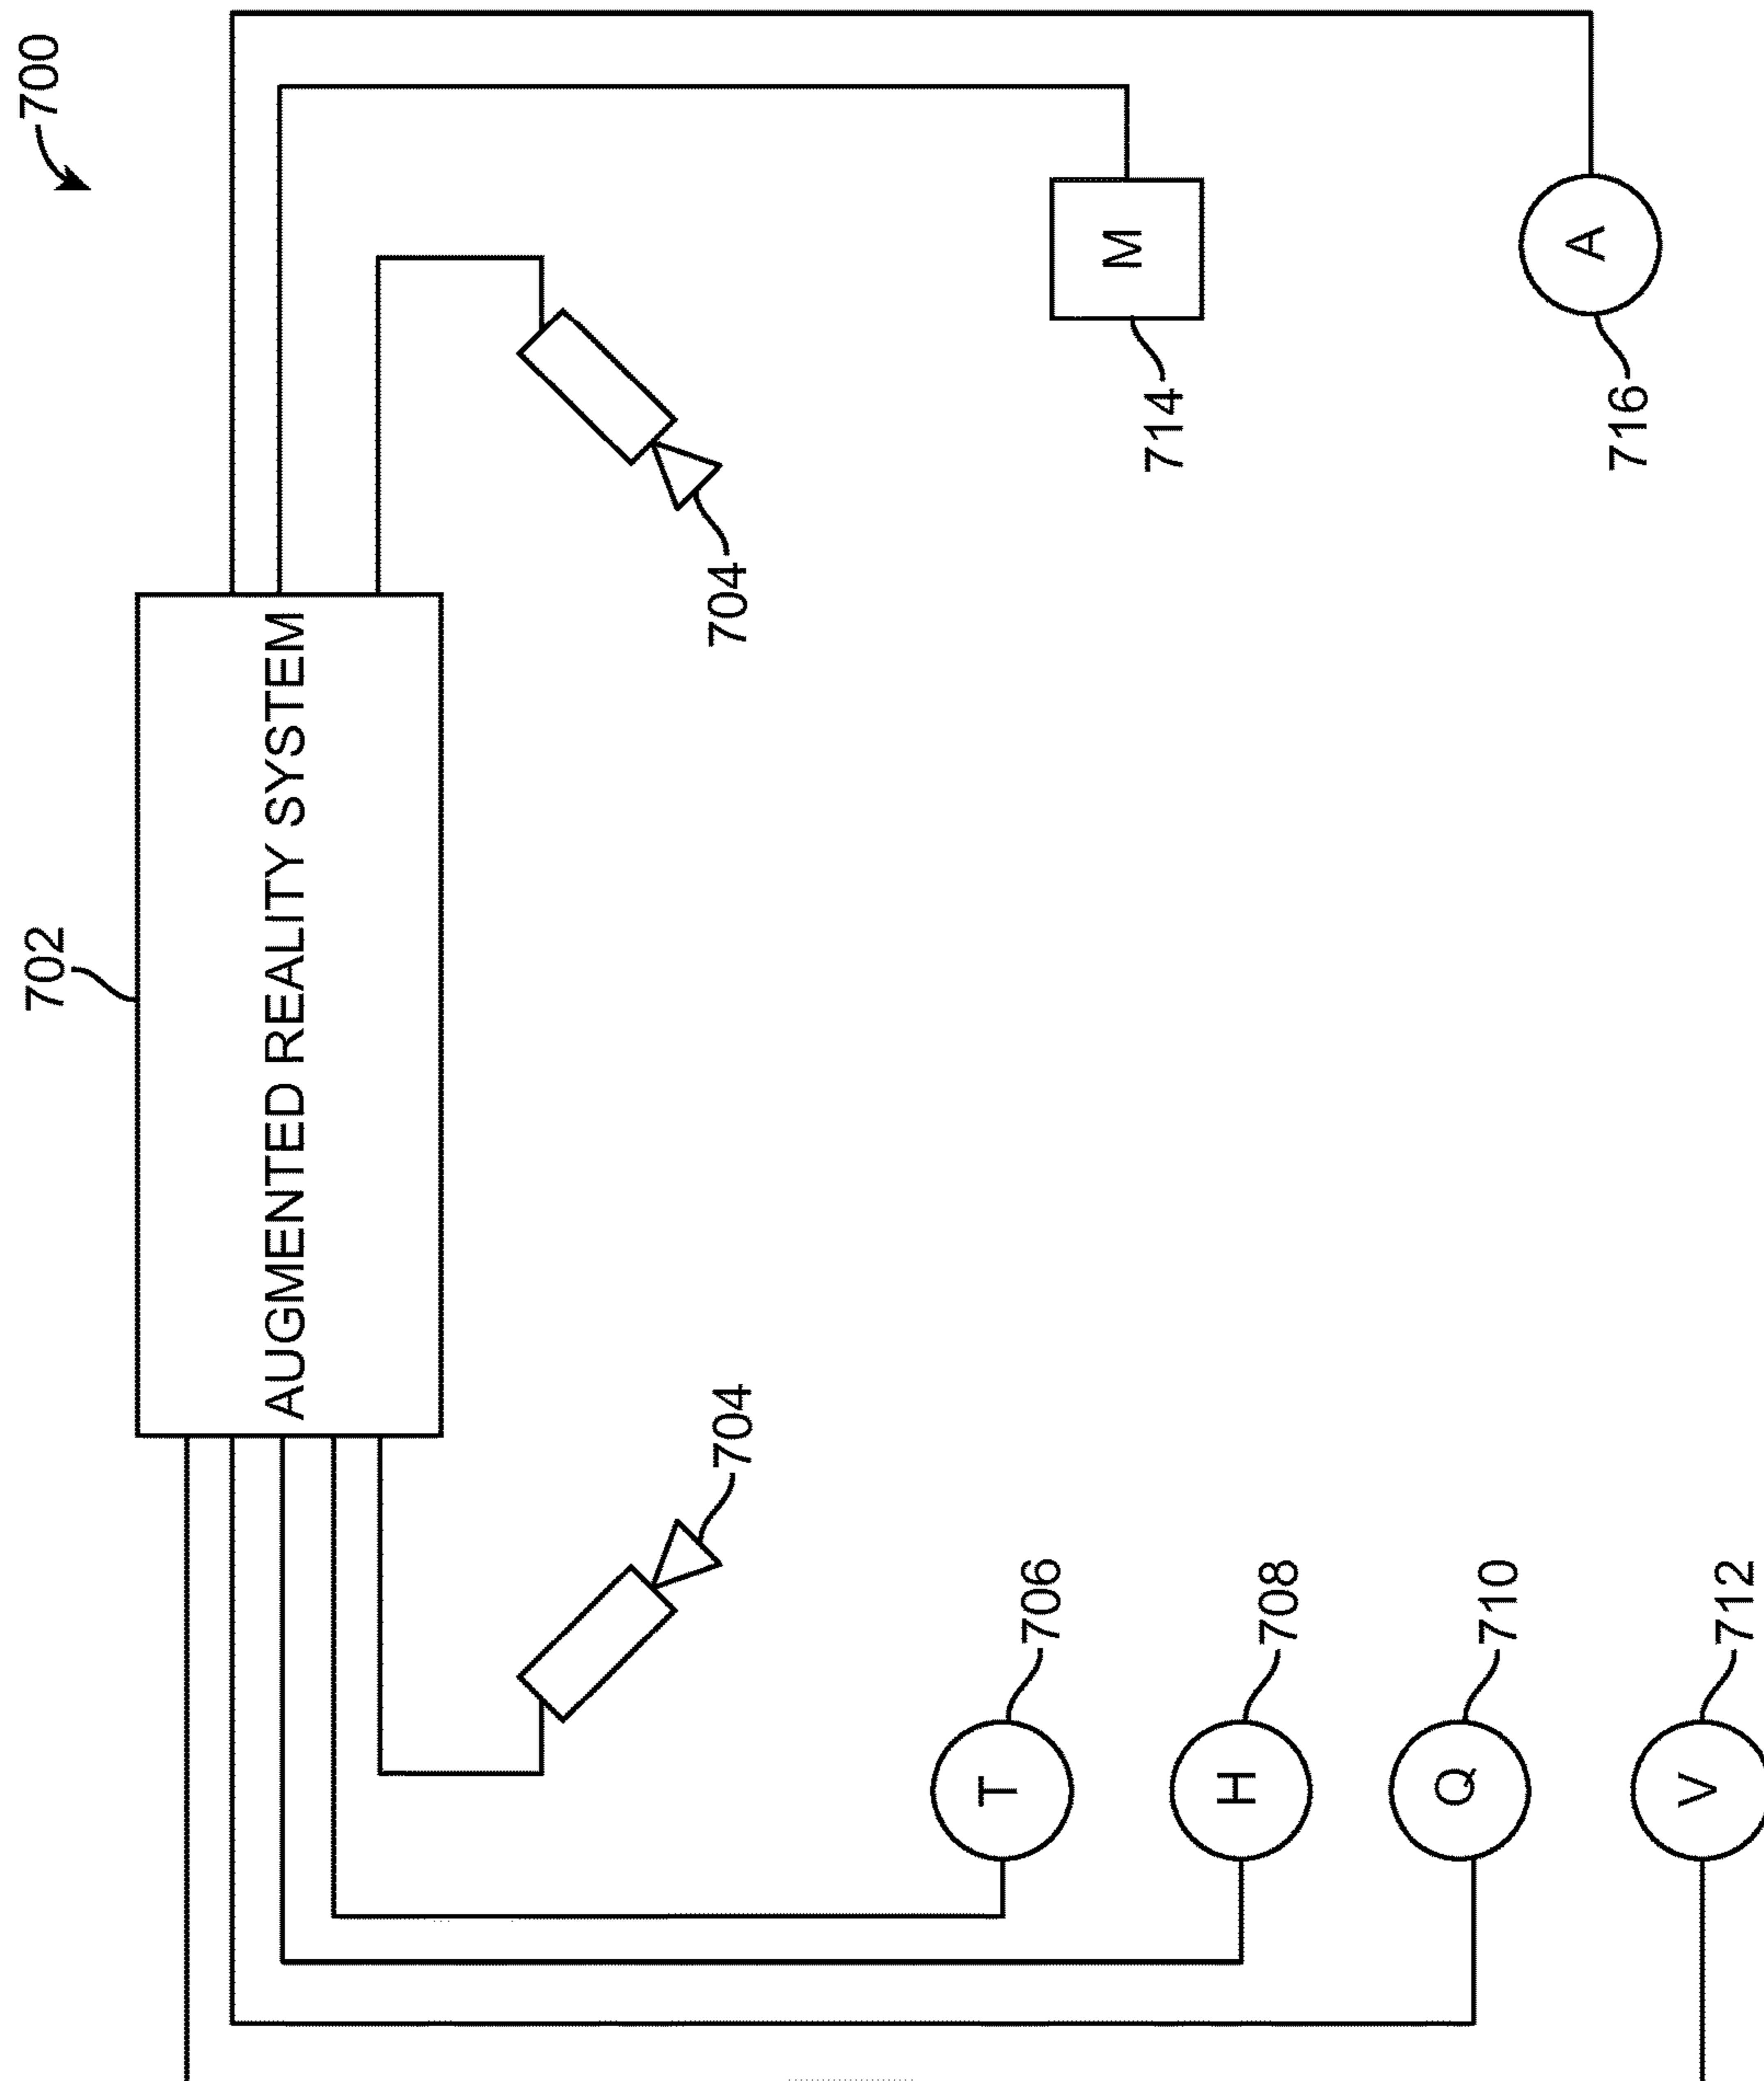 700
702
AUGMENTED REALITY SYSTEM
704
704
706
T
708
H
710
Q
712
V
M
714
A
716